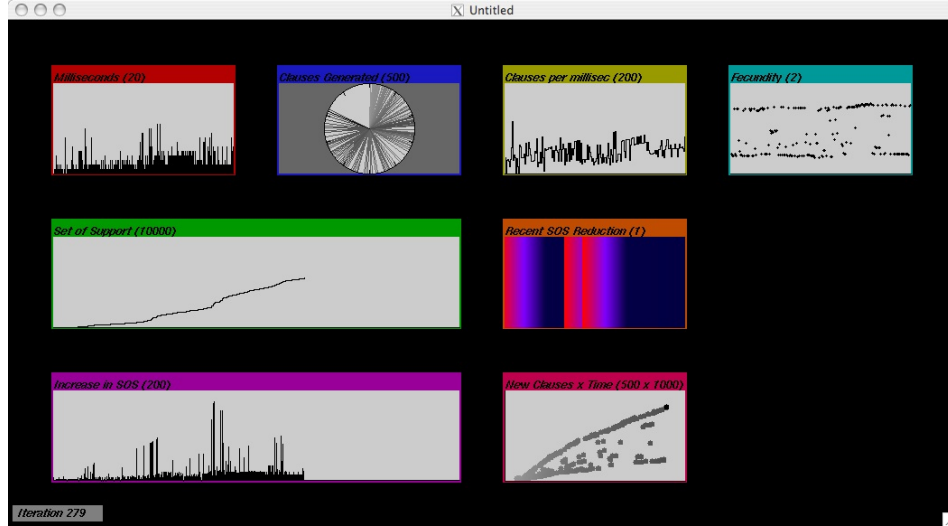 Untitled
Milliseconds (20)
Clauses Generated (500)
Clauses per millisec (200)
Fecundity (2)
Set of Support (10000)
Recent SOS Reduction (1)
Increase in SOS (200)
New Clauses x Time (500 x 1000)
Iteration 279